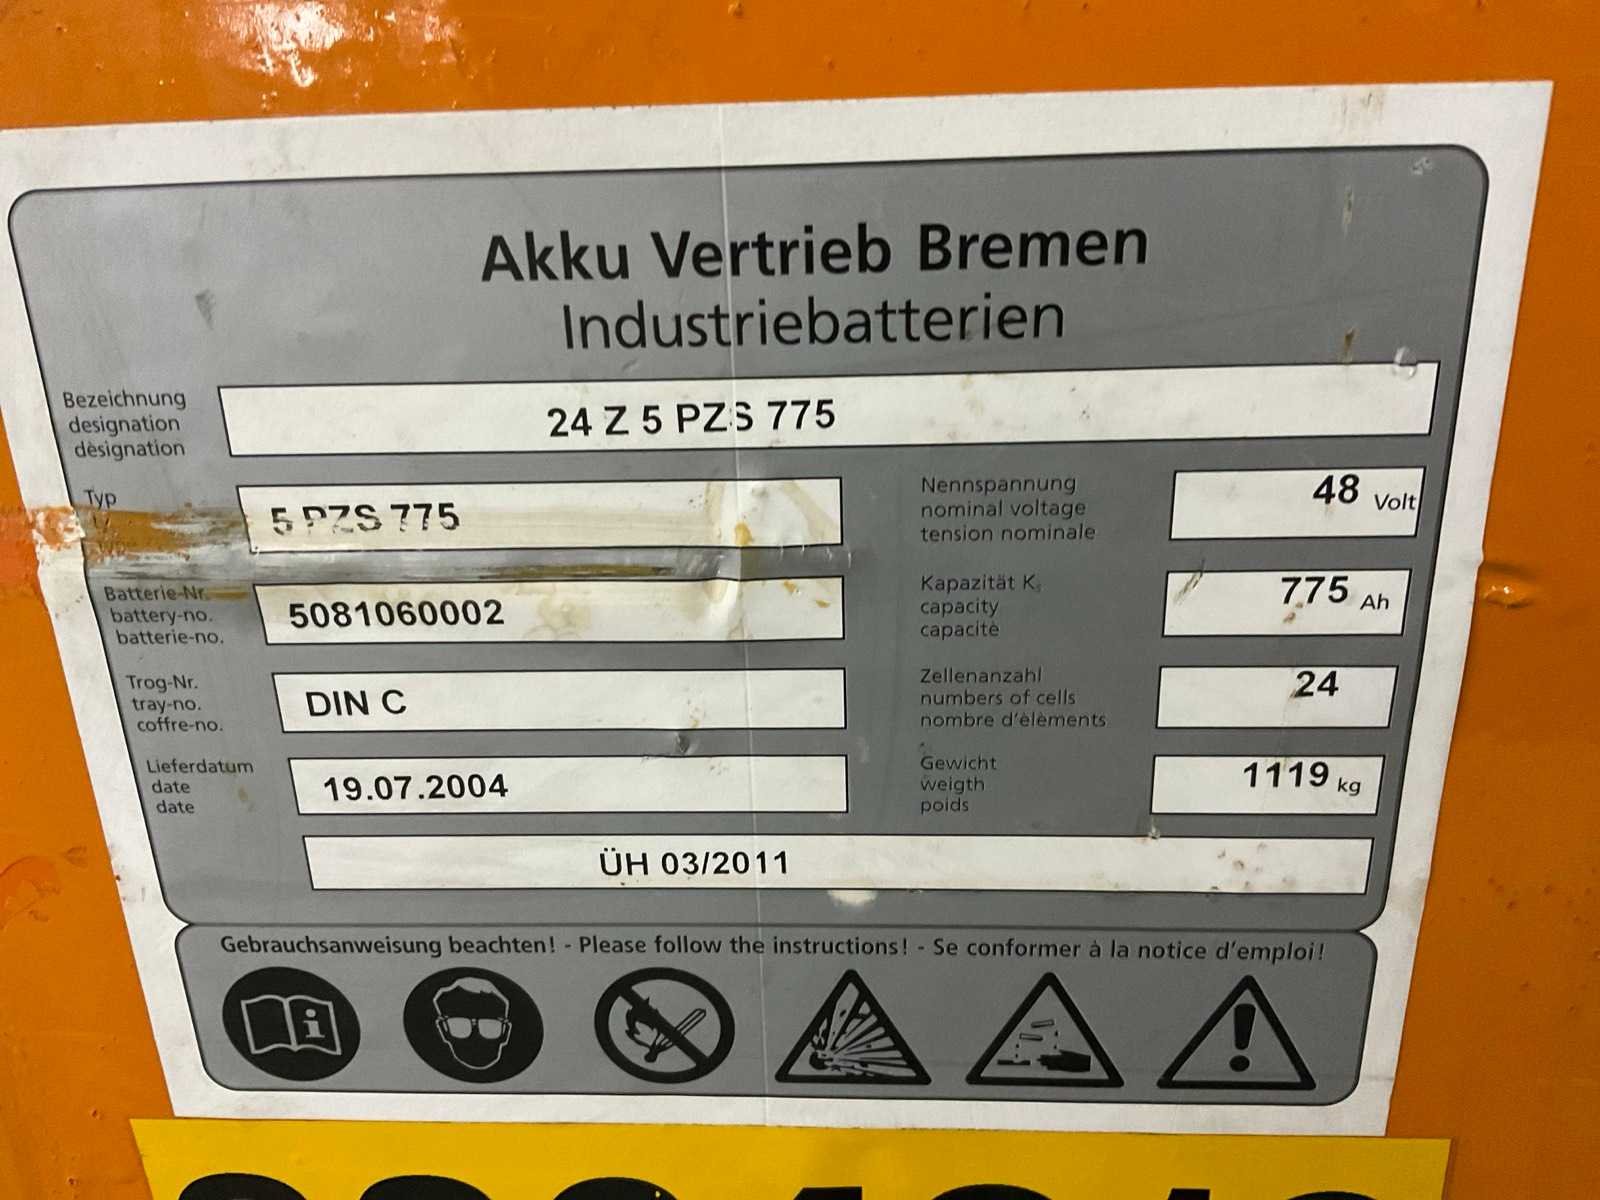 Akku Vertrieb Bremen
Industriebatterien
Bezeichnung
designation
dèsignation
24 Z 5 PZS 775
Typ
5 PZS 775
Nennspannung
nominal voltage
tension nominale
48 Volt
Batterie-Nr.
battery-no.
batterie-no.
5081060002
Kapazität K5
capacity
capacitè
775 Ah
Trog-Nr.
tray-no.
coffre-no.
DIN C
Zellenanzahl
numbers of cells
nombre d'èlèments
24
Lieferdatum
date
date
19.07.2004
Gewicht
weigth
poids
1119 kg
ÜH 03/2011
Gebrauchsanweisung beachten! - Please follow the instructions! - Se conformer à la notice d'emploi!